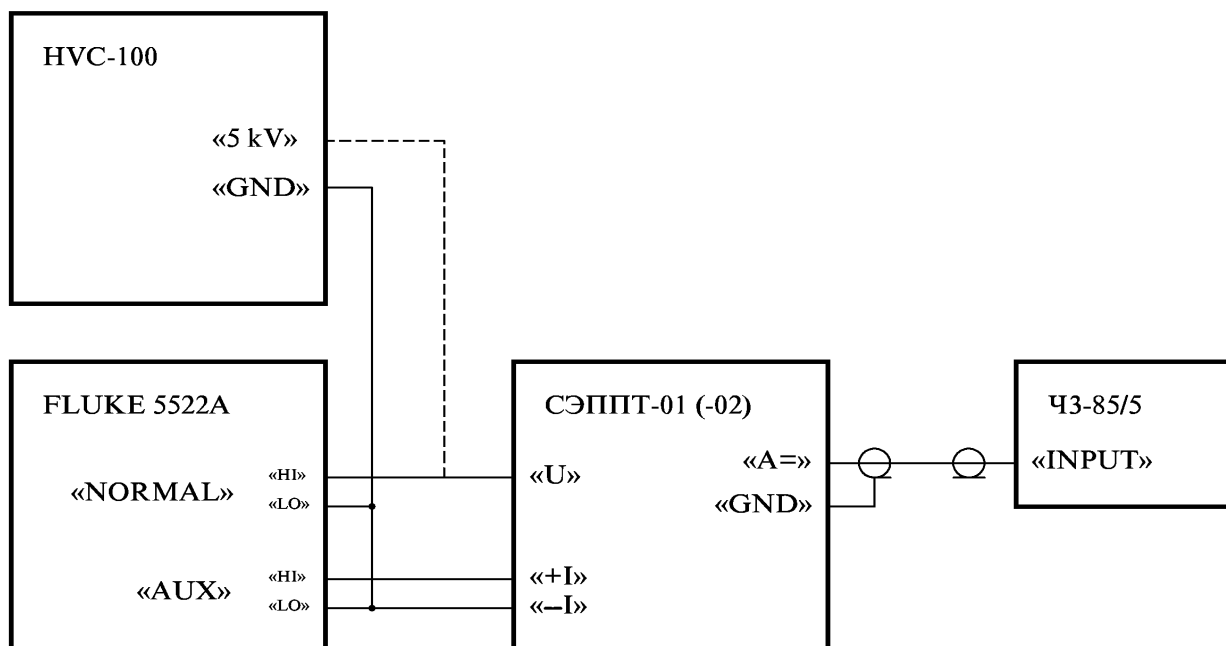 HVC-100
«5 kV»
«GND»
FLUKE 5522A
«HI»
«NORMAL»
«LO»
«HI»
«AUX»
«LO»
СЭППТ-01 (-02)
«U»
«A=»
«GND»
«+I»
«–I»
ЧЗ-85/5
«INPUT»